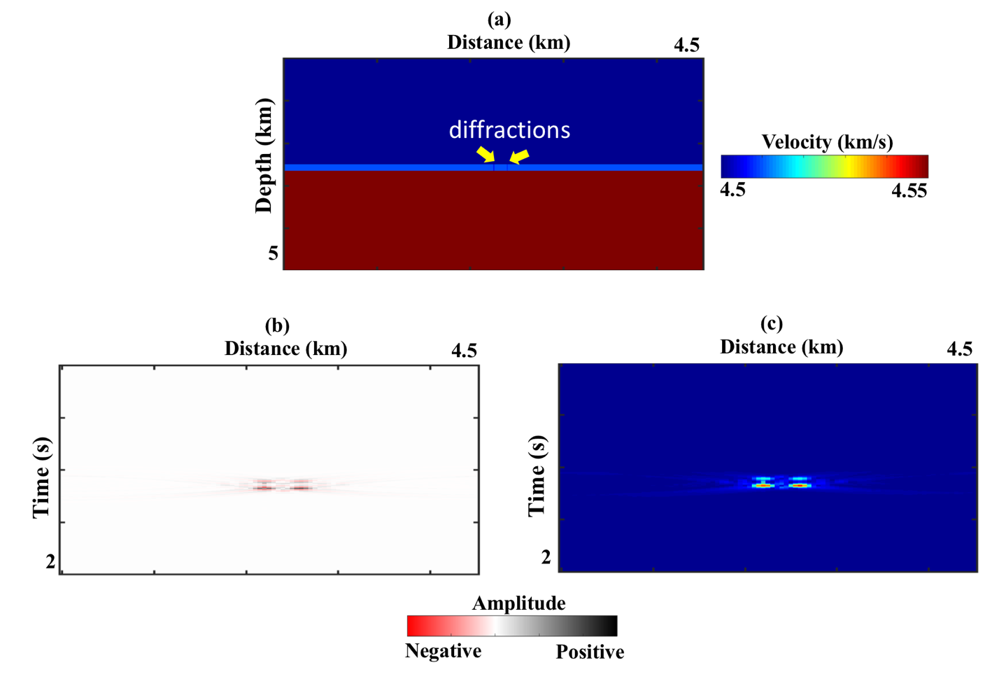 (a)
Distance (km)
4.5
Depth (km)
diffractions
5
Velocity (km/s)
4.5
4.55
(b)
Distance (km)
4.5
Time (s)
2
(c)
Distance (km)
4.5
Time (s)
2
Amplitude
Negative
Positive